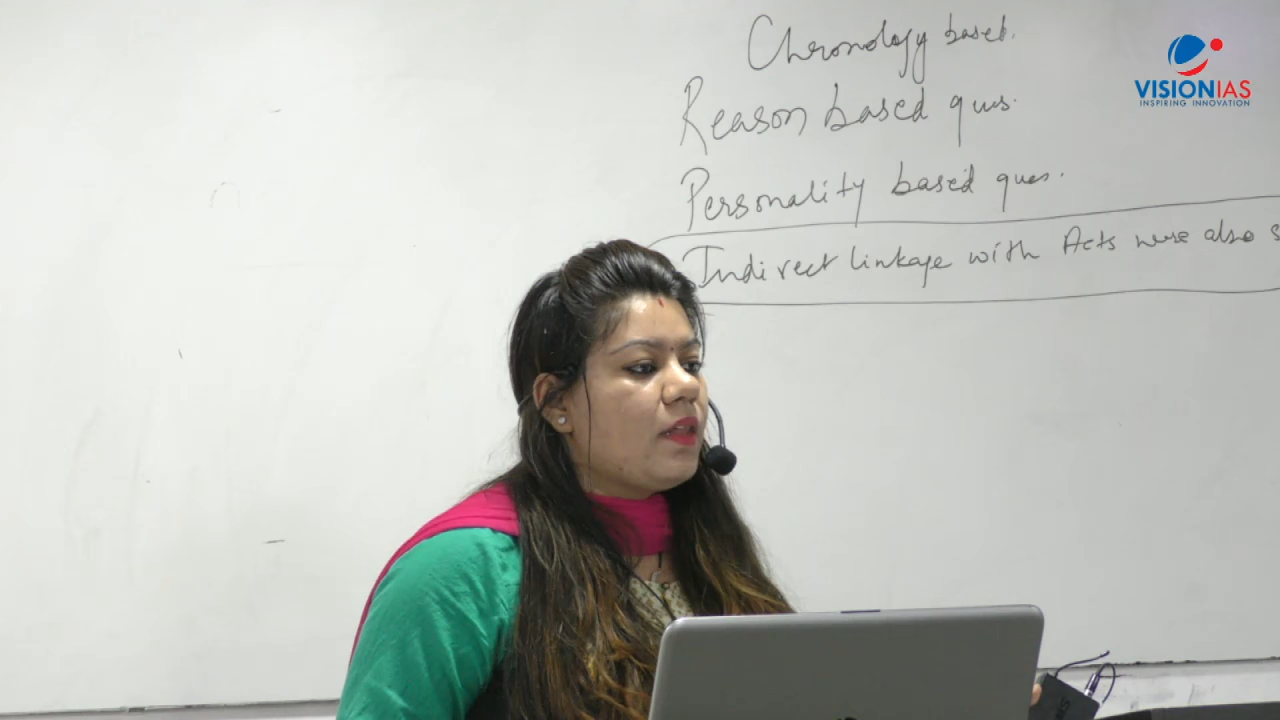 Chronology based.
VISIONIAS
INSPIRING INNOVATION
Reason based ques.
Personality based ques.
Indirect linkage with Acts were also